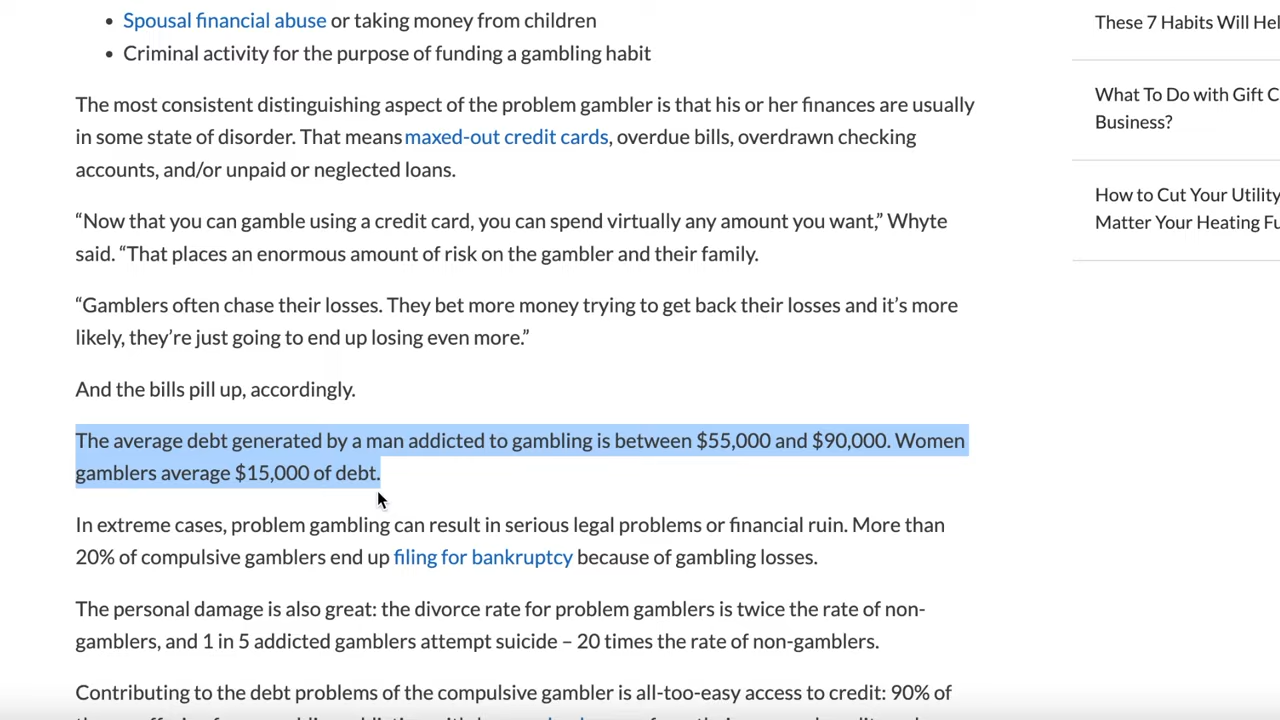 Spousal financial abuse or taking money from children
Criminal activity for the purpose of funding a gambling habit
The most consistent distinguishing aspect of the problem gambler is that his or her finances are usually
in some state of disorder. That means maxed-out credit cards, overdue bills, overdrawn checking
accounts, and/or unpaid or neglected loans.
“Now that you can gamble using a credit card, you can spend virtually any amount you want,” Whyte
said. “That places an enormous amount of risk on the gambler and their family.
“Gamblers often chase their losses. They bet more money trying to get back their losses and it’s more
likely, they’re just going to end up losing even more.”
And the bills pill up, accordingly.
The average debt generated by a man addicted to gambling is between $55,000 and $90,000. Women
gamblers average $15,000 of debt.
In extreme cases, problem gambling can result in serious legal problems or financial ruin. More than
20% of compulsive gamblers end up filing for bankruptcy because of gambling losses.
The personal damage is also great: the divorce rate for problem gamblers is twice the rate of non-
gamblers, and 1 in 5 addicted gamblers attempt suicide – 20 times the rate of non-gamblers.
Contributing to the debt problems of the compulsive gambler is all-too-easy access to credit: 90% of
These 7 Habits Will Hel
What To Do with Gift C
Business?
How to Cut Your Utility
Matter Your Heating Fu